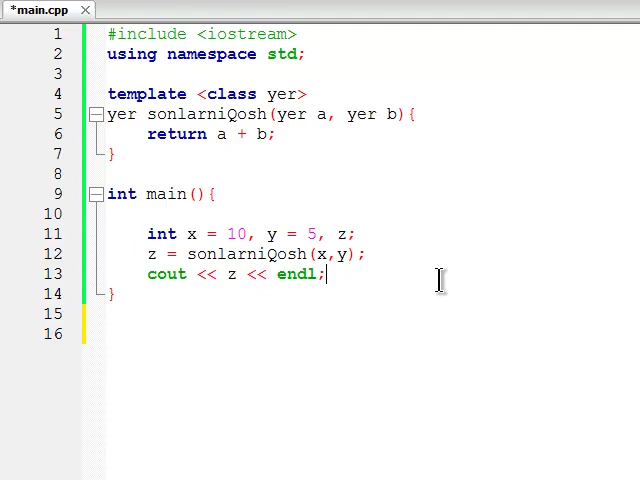 *main.cpp
1 #include <iostream>
2 using namespace std;
3
4 template <class yer>
5 yer sonlarniQosh(yer a, yer b){
6 return a + b;
7 }
8
9 int main(){
10
11 int x = 10, y = 5, z;
12 z = sonlarniQosh(x,y);
13 cout << z << endl;
14 }
15
16